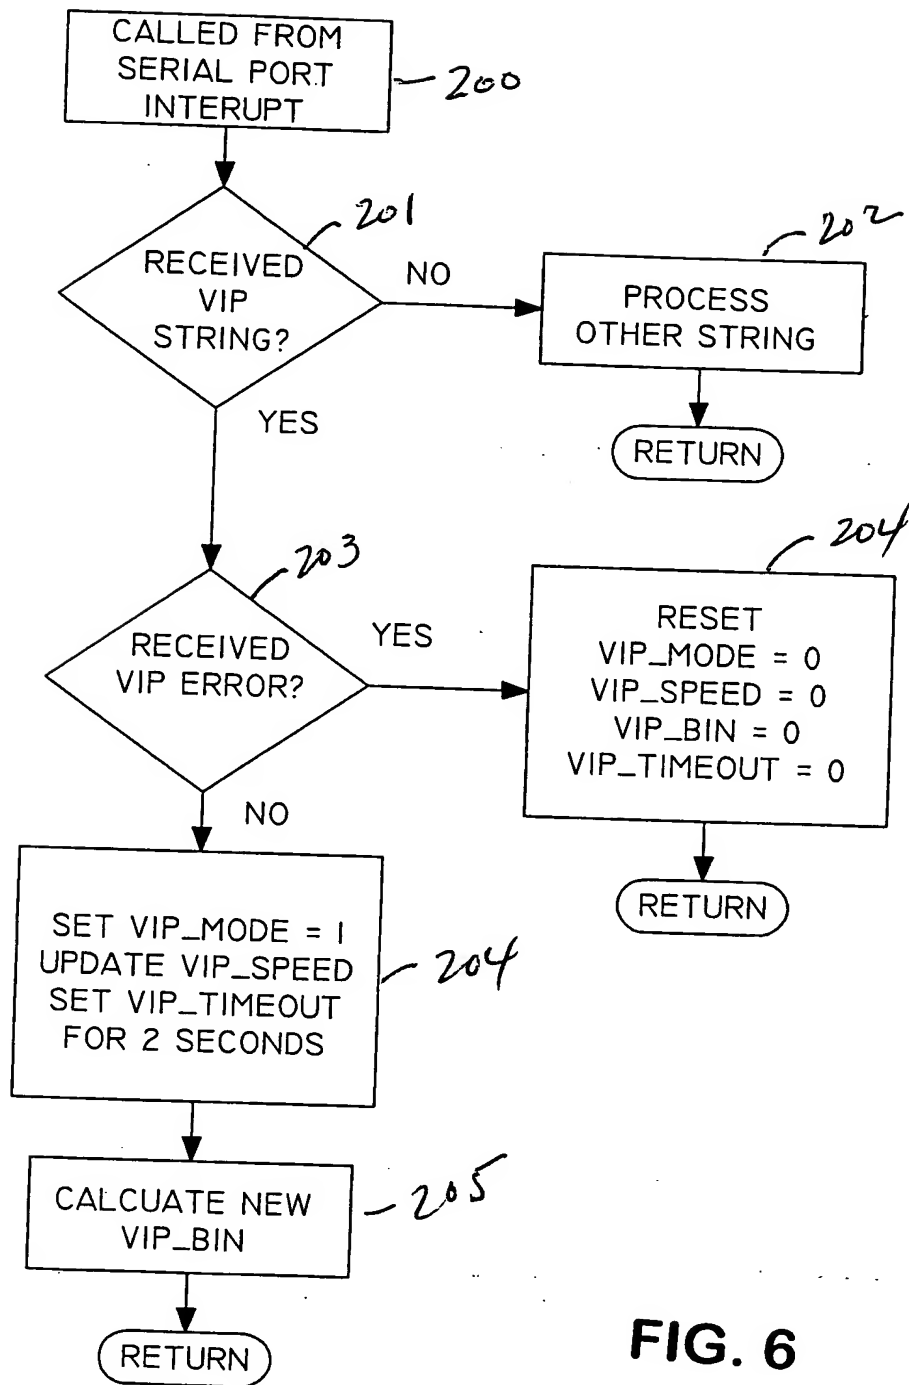 CALLED FROM
SERIAL PORT
INTERUPT
200
201
RECEIVED
VIP
STRING?
NO
202
PROCESS
OTHER STRING
RETURN
YES
203
RECEIVED
VIP ERROR?
YES
204
RESET
VIP_MODE = 0
VIP_SPEED = 0
VIP_BIN = 0
VIP_TIMEOUT = 0
RETURN
NO
SET VIP_MODE = 1
UPDATE VIP_SPEED
SET VIP_TIMEOUT
FOR 2 SECONDS
204
CALCUATE NEW
VIP_BIN
205
RETURN
FIG. 6